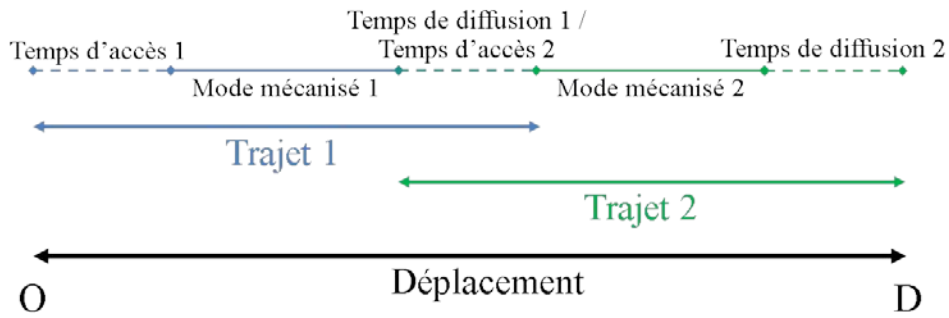 Temps de diffusion 1 /
Temps d'accès 1
Temps d'accès 2
Temps de diffusion 2
Mode mécanisé 1
Mode mécanisé 2
Trajet 1
Trajet 2
Déplacement
O
D